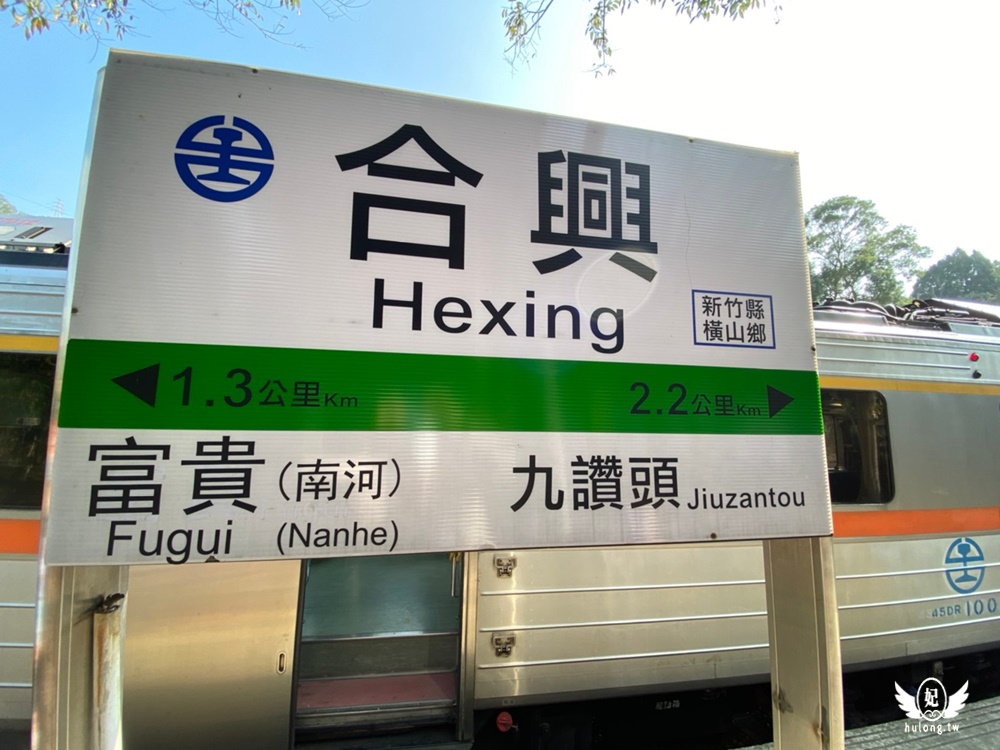 合興
Hexing
新竹縣
橫山鄉
1.3公里Km
2.2公里Km
富貴(南河)
Fugui (Nanhe)
九讚頭 Jiuzantou
45DR100
妃
hulong.tw